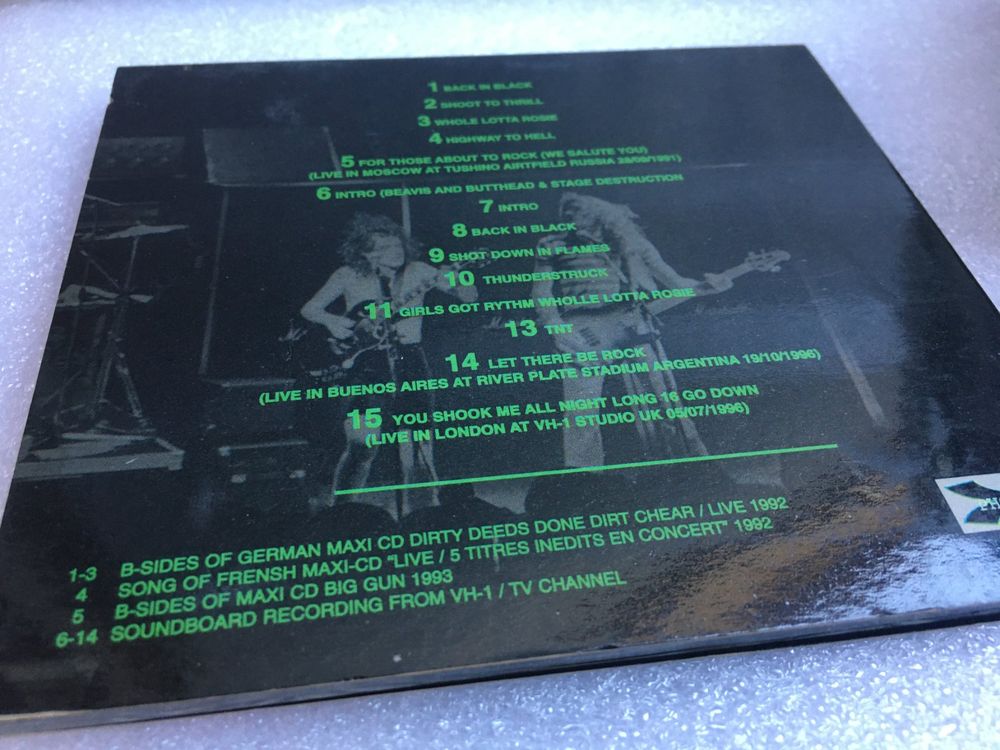 1 BACK IN BLACK
2 SHOOT TO THRILL
3 WHOLE LOTTA ROSIE
4 HIGHWAY TO HELL
5 FOR THOSE ABOUT TO ROCK (WE SALUTE YOU)
(LIVE IN MOSCOW AT TUSHINO AIRTFIELD RUSSIA 28/09/1991)
6 INTRO (BEAVIS AND BUTTHEAD & STAGE DESTRUCTION
7 INTRO
8 BACK IN BLACK
9 SHOT DOWN IN FLAMES
10 THUNDERSTRUCK
11 GIRLS GOT RYTHM WHOLLE LOTTA ROSIE
13 TNT
14 LET THERE BE ROCK
(LIVE IN BUENOS AIRES AT RIVER PLATE STADIUM ARGENTINA 19/10/1996)
15 YOU SHOOK ME ALL NIGHT LONG 16 GO DOWN
(LIVE IN LONDON AT VH-1 STUDIO UK 05/07/1996)
1-3 B-SIDES OF GERMAN MAXI CD DIRTY DEEDS DONE DIRT CHEAR / LIVE 1992
4 SONG OF FRENSH MAXI-CD "LIVE / 5 TITRES INEDITS EN CONCERT" 1992
5 B-SIDES OF MAXI CD BIG GUN 1993
6-14 SOUNDBOARD RECORDING FROM VH-1 / TV CHANNEL